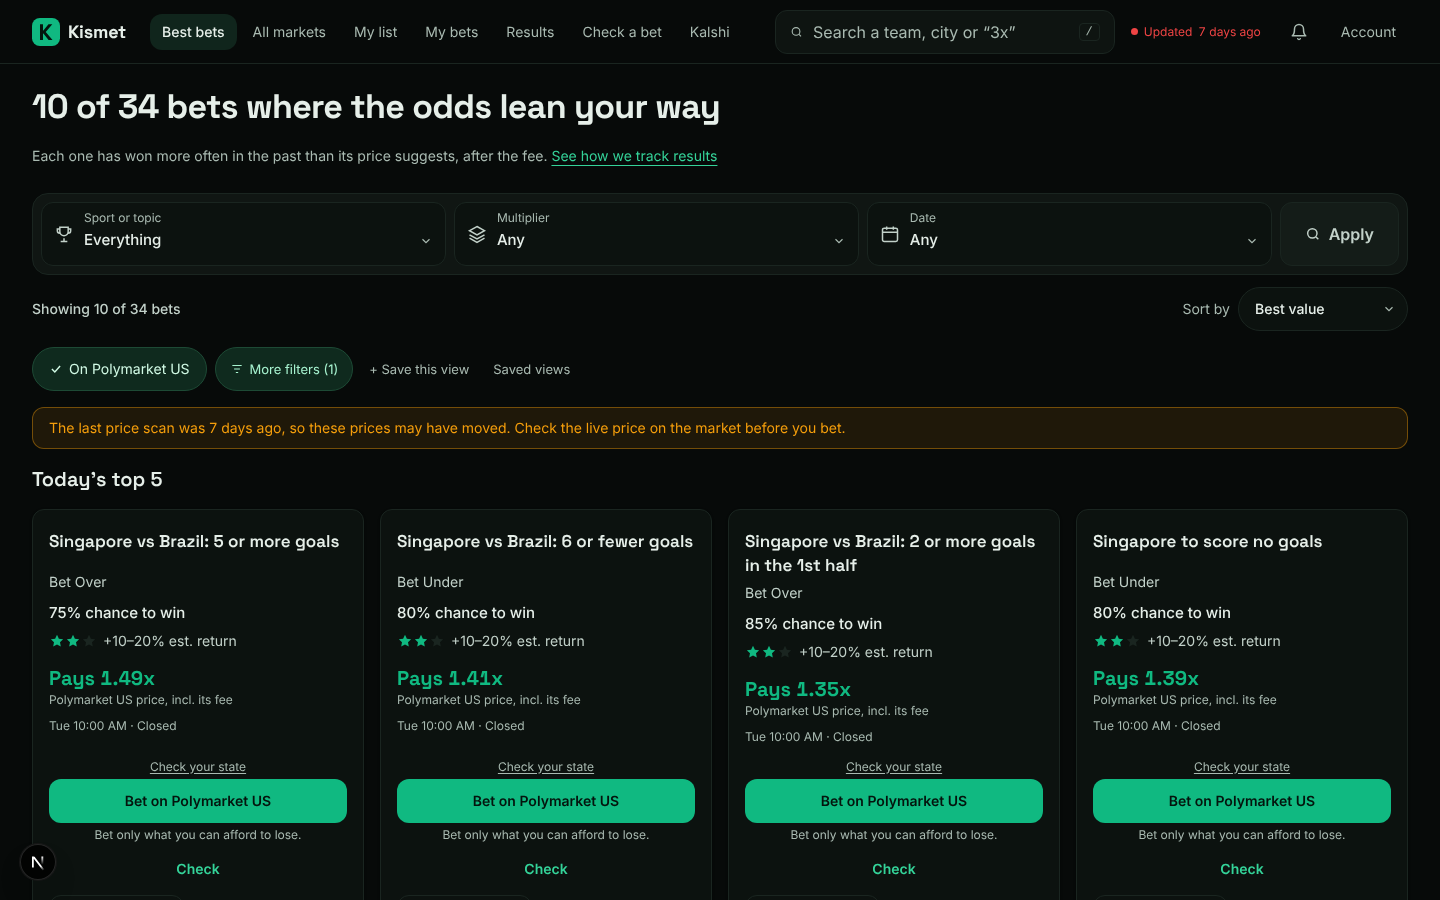 K Kismet
Best bets
All markets
My list
My bets
Results
Check a bet
Kalshi
Search a team, city or “3x”
/
Updated 7 days ago
Account
10 of 34 bets where the odds lean your way
Each one has won more often in the past than its price suggests, after the fee. See how we track results
Sport or topic
Everything
Multiplier
Any
Date
Any
Apply
Showing 10 of 34 bets
Sort by
Best value
On Polymarket US
More filters (1)
+ Save this view
Saved views
The last price scan was 7 days ago, so these prices may have moved. Check the live price on the market before you bet.
Today’s top 5
Singapore vs Brazil: 5 or more goals
Bet Over
75% chance to win
+10–20% est. return
Pays 1.49x
Polymarket US price, incl. its fee
Tue 10:00 AM · Closed
Check your state
Bet on Polymarket US
Bet only what you can afford to lose.
Check
Singapore vs Brazil: 6 or fewer goals
Bet Under
80% chance to win
+10–20% est. return
Pays 1.41x
Polymarket US price, incl. its fee
Tue 10:00 AM · Closed
Check your state
Bet on Polymarket US
Bet only what you can afford to lose.
Check
Singapore vs Brazil: 2 or more goals
in the 1st half
Bet Over
85% chance to win
+10–20% est. return
Pays 1.35x
Polymarket US price, incl. its fee
Tue 10:00 AM · Closed
Check your state
Bet on Polymarket US
Bet only what you can afford to lose.
Check
Singapore to score no goals
Bet Under
80% chance to win
+10–20% est. return
Pays 1.39x
Polymarket US price, incl. its fee
Tue 10:00 AM · Closed
Check your state
Bet on Polymarket US
Bet only what you can afford to lose.
Check
N